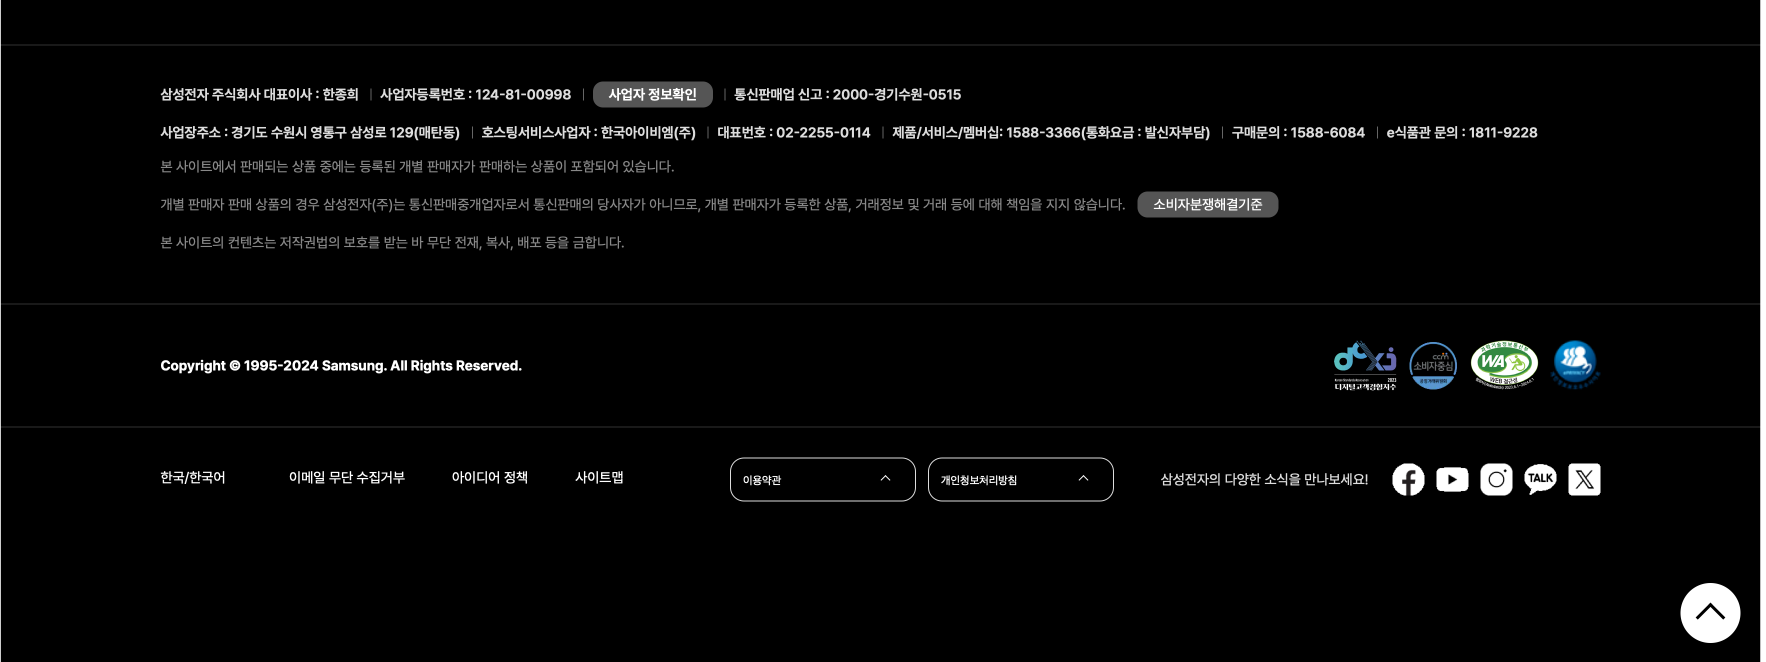 삼성전자 주식회사 대표이사 : 한종희 | 사업자등록번호 : 124-81-00998 | 사업자 정보확인 | 통신판매업 신고 : 2000-경기수원-0515
사업장주소 : 경기도 수원시 영통구 삼성로 129(매탄동) | 호스팅서비스사업자 : 한국아이비엠(주) | 대표번호 : 02-2255-0114 | 제품/서비스/멤버십: 1588-3366(통화요금 : 발신자부담) | 구매문의 : 1588-6084 | e식품관 문의 : 1811-9228
본 사이트에서 판매되는 상품 중에는 등록된 개별 판매자가 판매하는 상품이 포함되어 있습니다.
개별 판매자 판매 상품의 경우 삼성전자(주)는 통신판매중개업자로서 통신판매의 당사자가 아니므로, 개별 판매자가 등록한 상품, 거래정보 및 거래 등에 대해 책임을 지지 않습니다. 소비자분쟁해결기준
본 사이트의 컨텐츠는 저작권법의 보호를 받는 바 무단 전재, 복사, 배포 등을 금합니다.
Copyright © 1995-2024 Samsung. All Rights Reserved.
dcxi
2023
디지털고객경험지수
ccm
소비자중심
WA
WEB 접근성
한국/한국어 이메일 무단 수집거부 아이디어 정책 사이트맵 이용약관 개인청보처리방침 삼성전자의 다양한 소식을 만나보세요! TALK